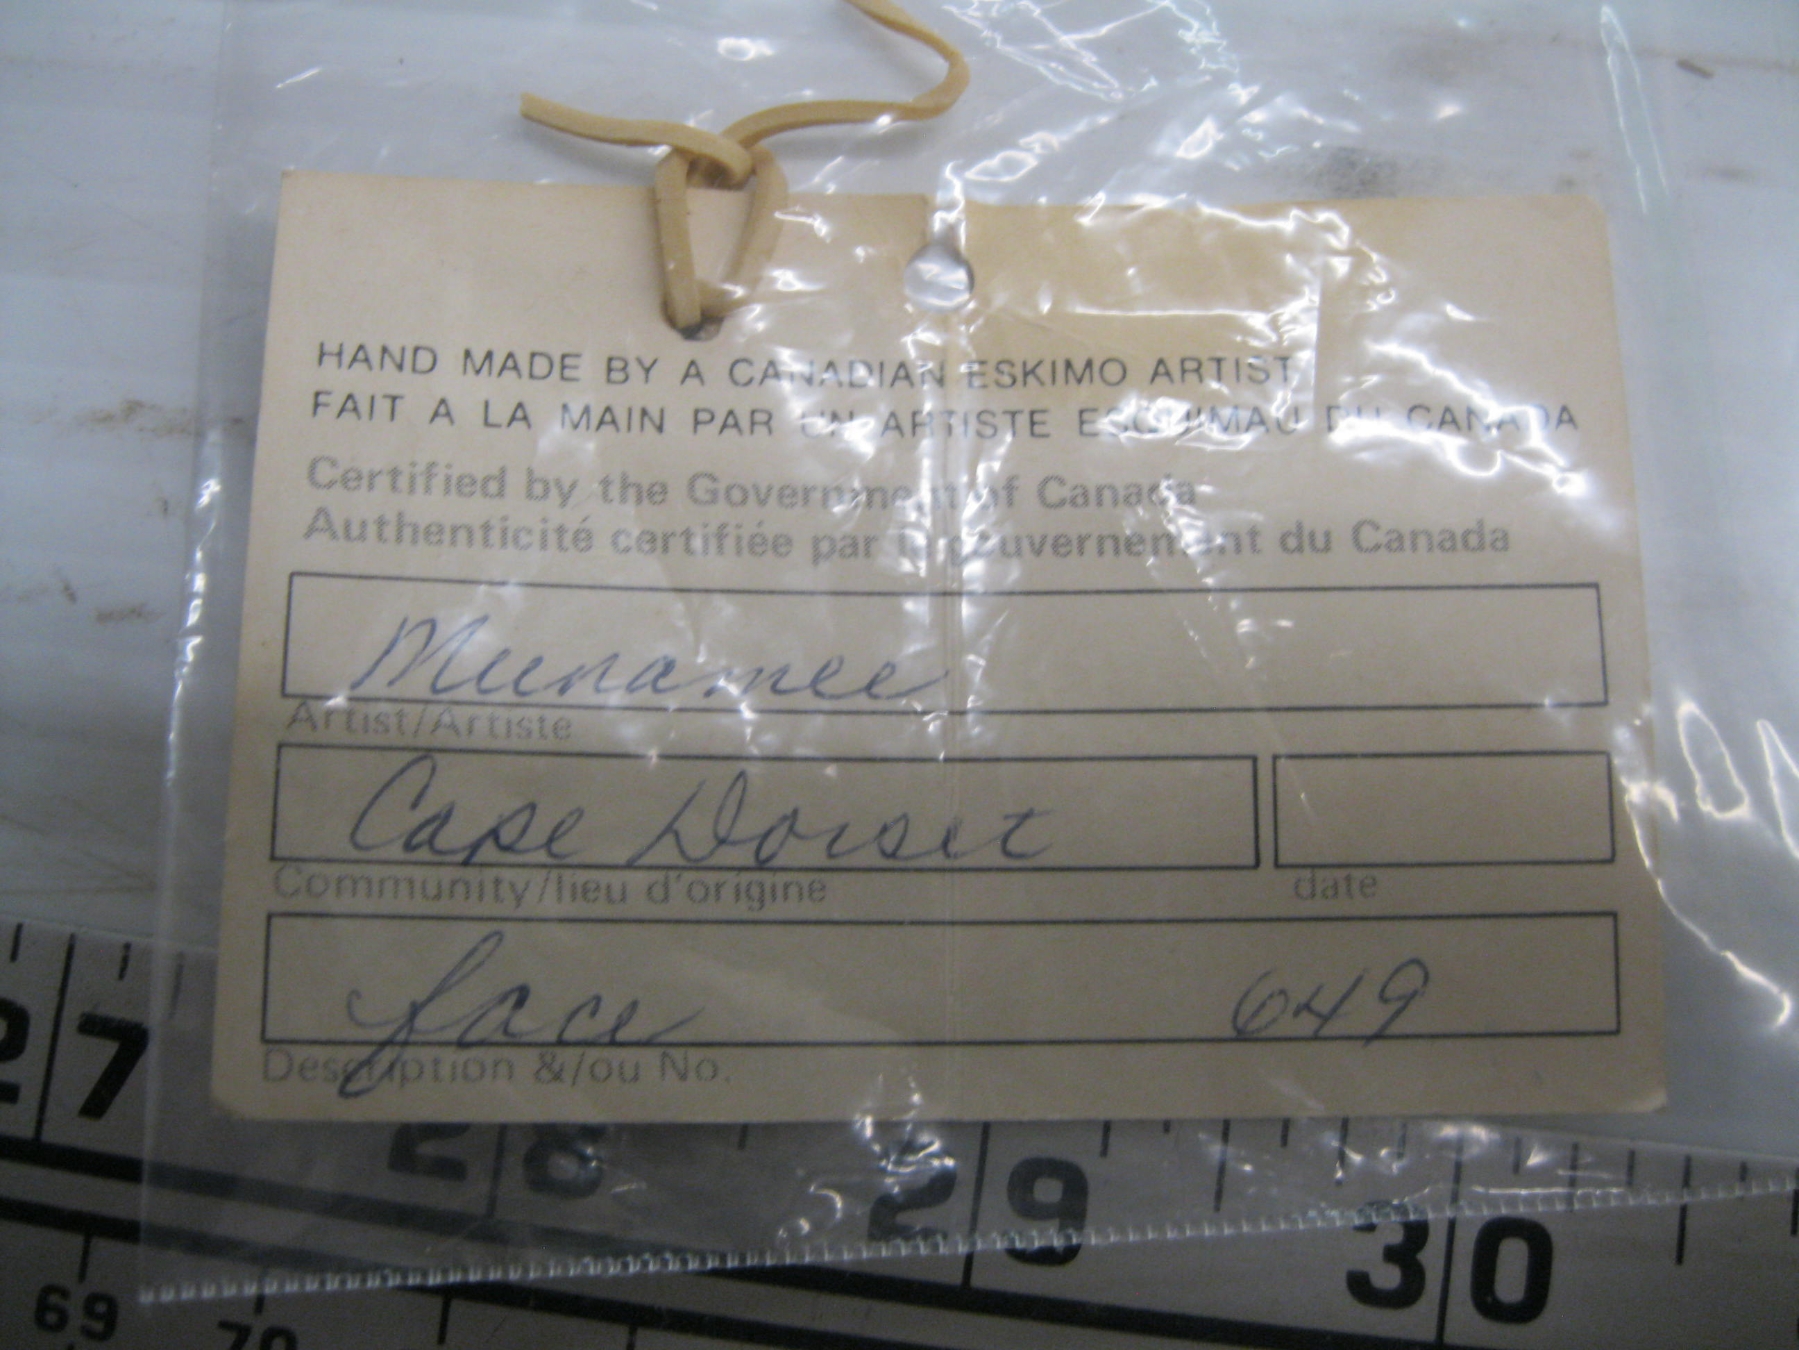 HAND MADE BY A CANADIAN ESKIMO ARTIST
FAIT A LA MAIN PAR UN ARTISTE ESQUIMAU DU CANADA
Certified by the Government of Canada
Authenticité certifiée par le gouvernement du Canada
Munamee
Artist/Artiste
Cape Dorset
Community/lieu d'origine date
face 649
Description &/ou No.
27 28 29 30
69 70